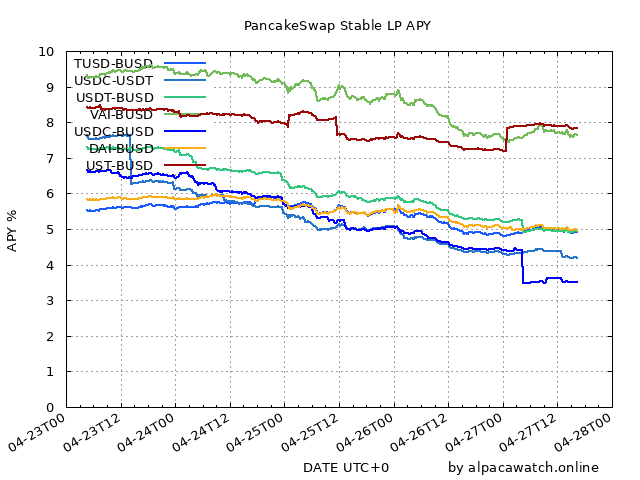 PancakeSwap Stable LP APY
10
9
8
7
6
5
4
3
2
1
0
APY %
TUSD-BUSD
USDC-USDT
USDT-BUSD
VAI-BUSD
USDC-BUSD
DAI-BUSD
UST-BUSD
04-23T00
04-23T12
04-24T00
04-24T12
04-25T00
04-25T12
04-26T00
04-26T12
04-27T00
04-27T12
04-28T00
DATE UTC+0
by alpacawatch.online